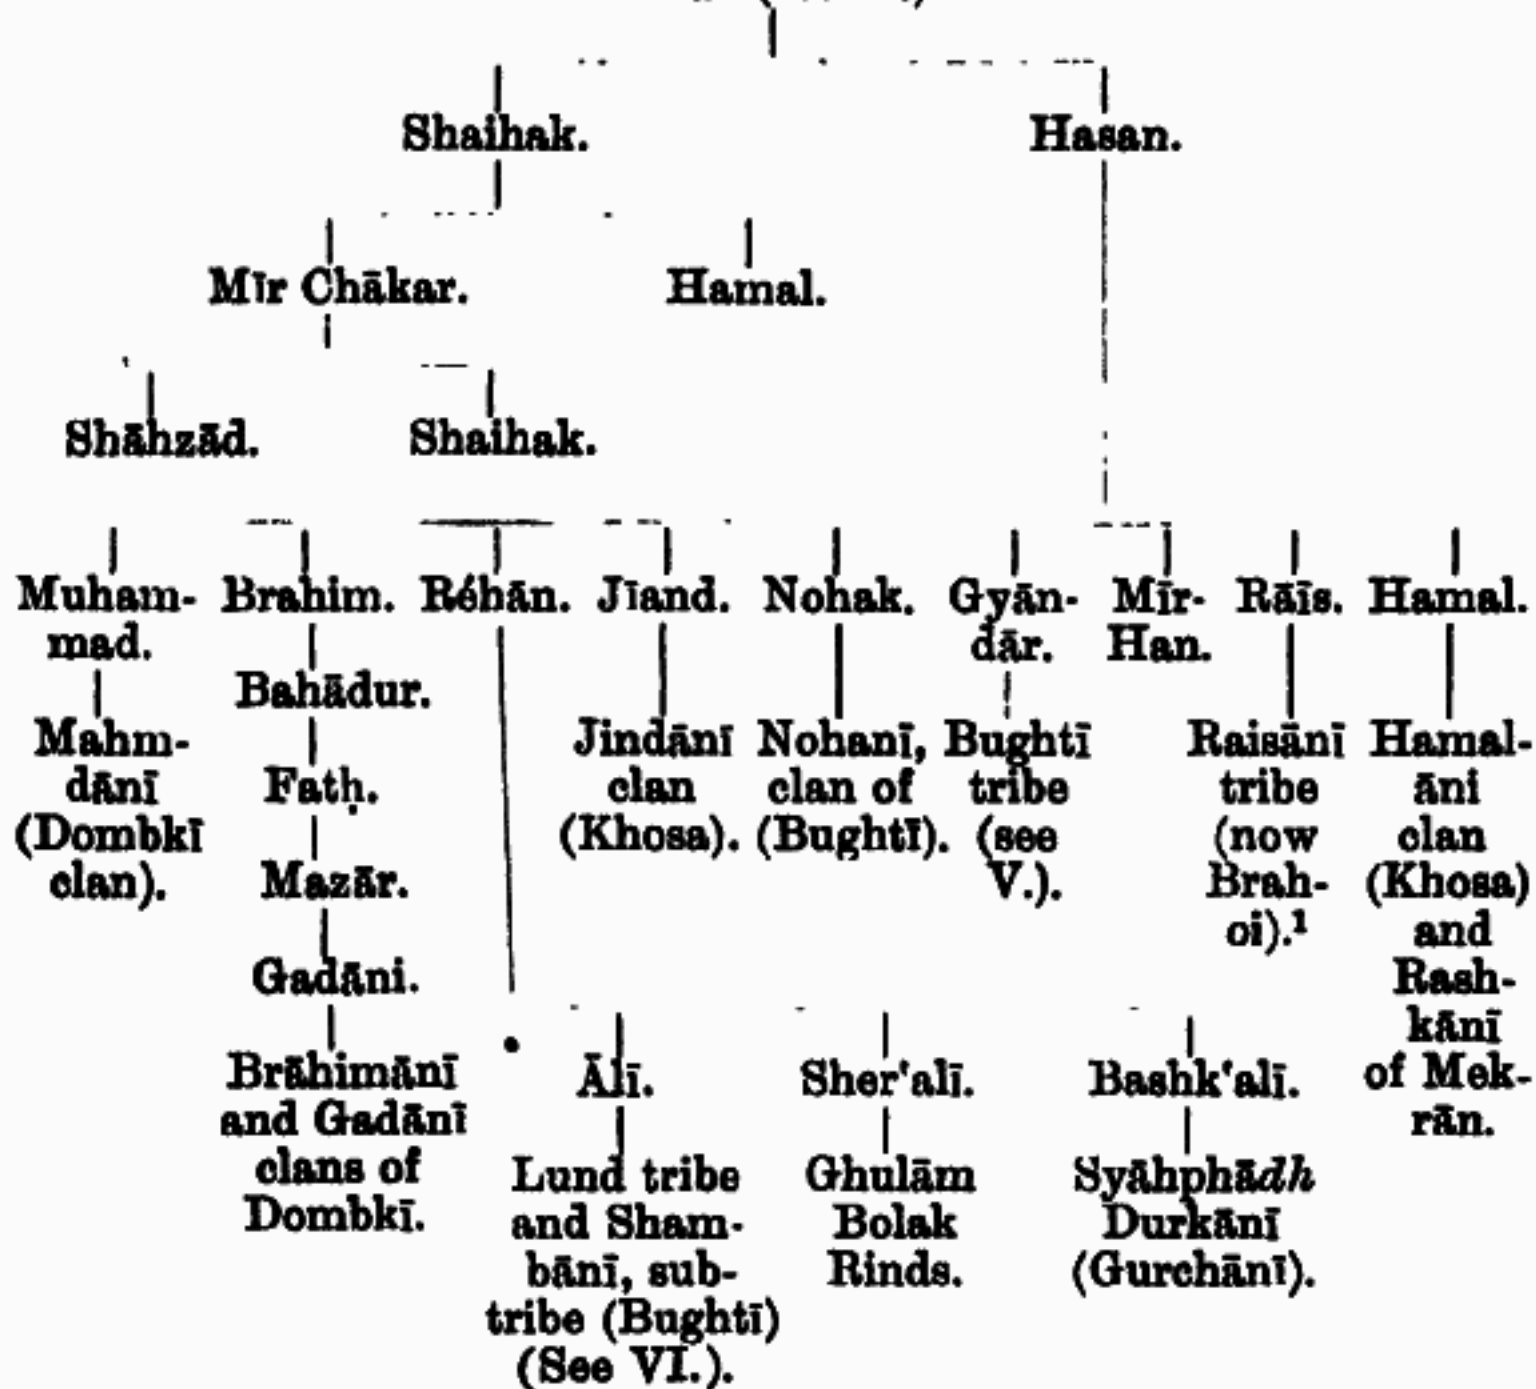 Shaihak. Hasan.
Mīr Chākar. Hamal.
Shāhzād. Shaihak.
Muham- Brahim. Réhān. Jīand. Nohak. Gyān- Mīr- Rāīs. Hamal.
mad. dār. Han.
Bahādur.
Mahm- Jindānī Nohanī, Bughtī Raisānī Hamal-
dānī Fatḥ. clan clan of tribe tribe āni
(Dombkī (Khosa). (Bughtī). (see (now clan
clan). Mazār. V.). Brah- (Khosa)
oi).¹ and
Gadāni. Rash-
kānī
Brāhimānī Ālī. Sher'alī. Bashk'alī. of Mek-
and Gadānī rān.
clans of Lund tribe Ghulām Syāhphādh
Dombkī. and Sham- Bolak Durkānī
bānī, sub- Rinds. (Gurchānī).
tribe (Bughtī)
(See VI.).